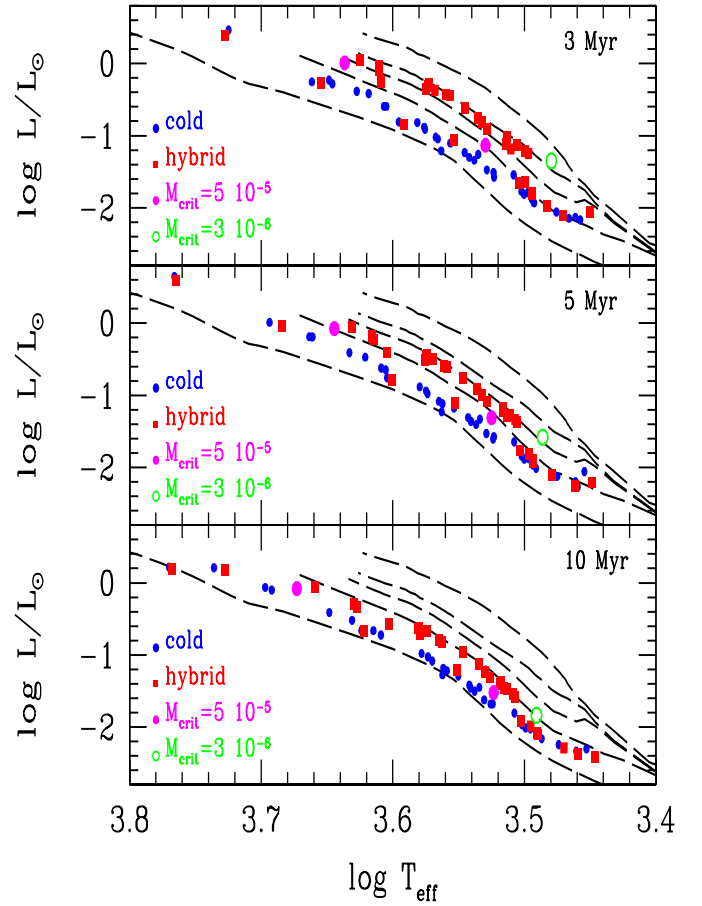 3 Myr
0
−1
−2
log L/L⊙
cold
hybrid
M_crit=5 10⁻⁵
M_crit=3 10⁻⁶
5 Myr
0
−1
−2
log L/L⊙
cold
hybrid
M_crit=5 10⁻⁵
M_crit=3 10⁻⁶
10 Myr
0
−1
−2
log L/L⊙
cold
hybrid
M_crit=5 10⁻⁵
M_crit=3 10⁻⁶
3.8 3.7 3.6 3.5 3.4
log T_eff